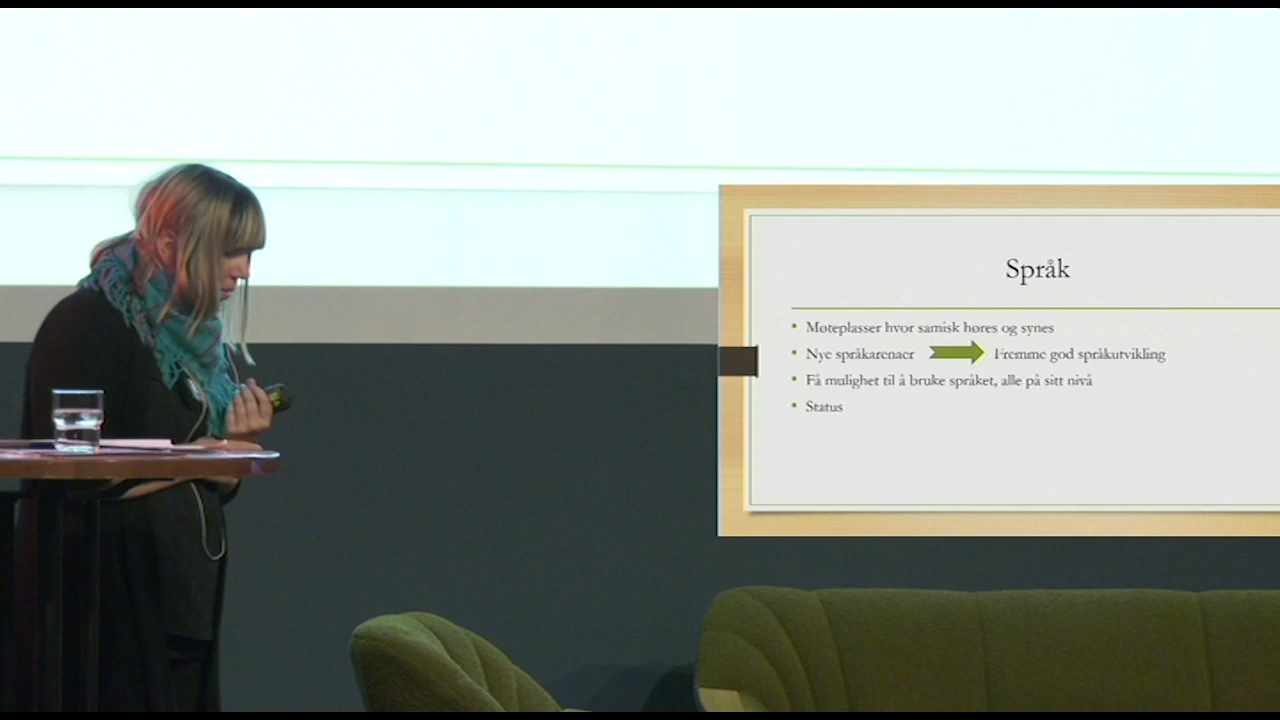 Språk
• Møteplasser hvor samisk høres og synes
• Nye språkarenaer Fremme god språkutvikling
• Få mulighet til å bruke språket, alle på sitt nivå
• Status